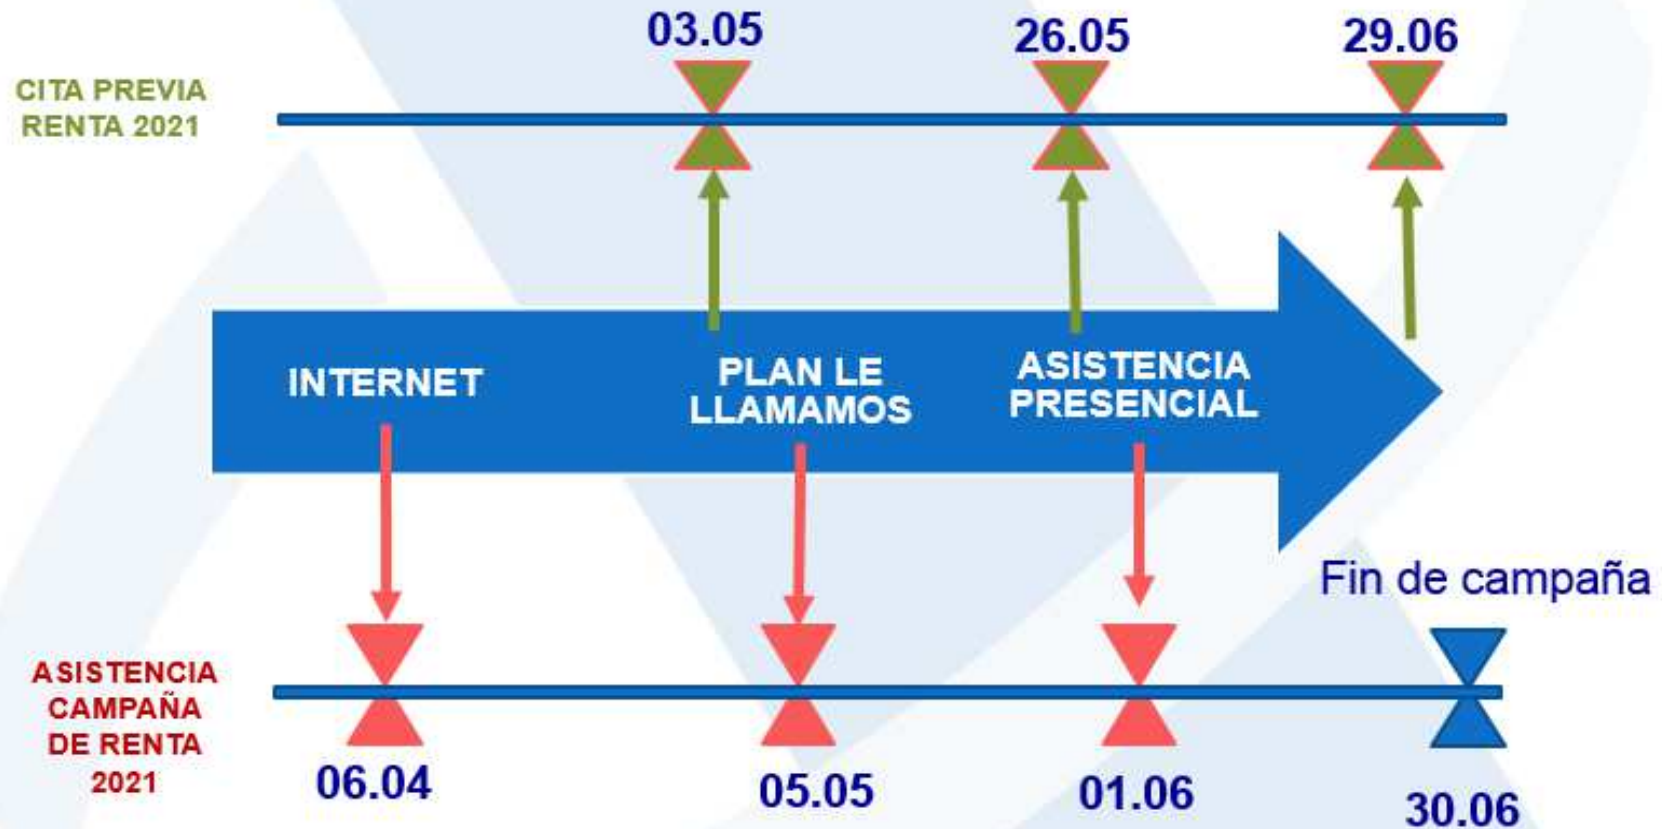 03.05
26.05
29.06
CITA PREVIA
RENTA 2021
INTERNET
PLAN LE
LLAMAMOS
ASISTENCIA
PRESENCIAL
Fin de campaña
ASISTENCIA
CAMPAÑA
DE RENTA
2021
06.04
05.05
01.06
30.06